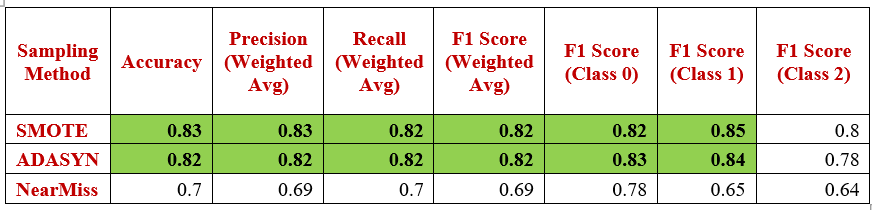 Sampling Method Accuracy Precision (Weighted Avg) Recall (Weighted Avg) F1 Score (Weighted Avg) F1 Score (Class 0) F1 Score (Class 1) F1 Score (Class 2)
SMOTE 0.83 0.83 0.82 0.82 0.82 0.85 0.8
ADASYN 0.82 0.82 0.82 0.82 0.83 0.84 0.78
NearMiss 0.7 0.69 0.7 0.69 0.78 0.65 0.64